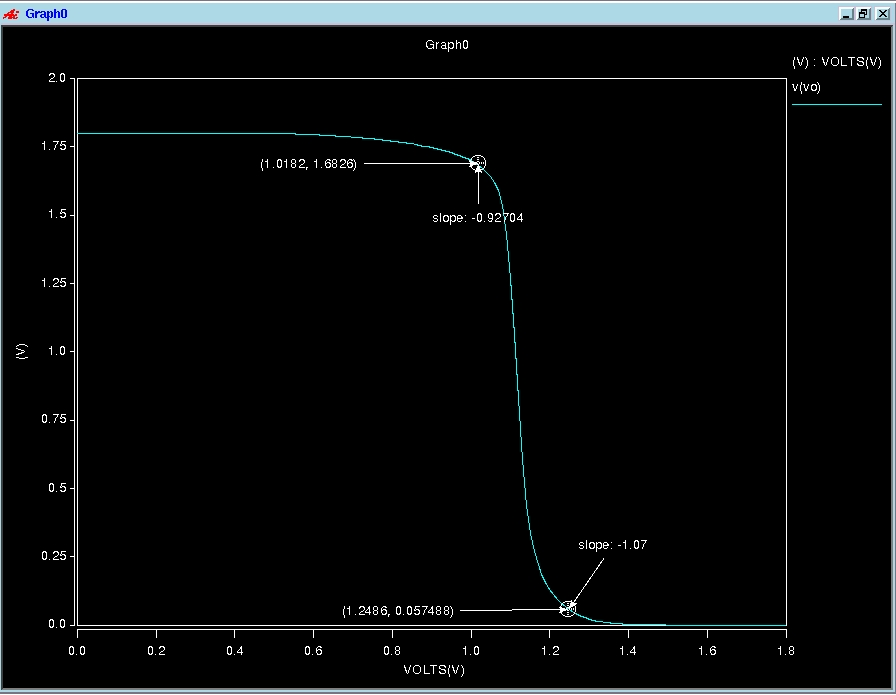 Graph0
Graph0
(V) : VOLTS(V)
v(vo)
2.0
1.75
1.5
1.25
1.0
0.75
0.5
0.25
0.0
(V)
(1.0182, 1.6826)
slope: -0.92704
slope: -1.07
(1.2486, 0.057488)
0.0 0.2 0.4 0.6 0.8 1.0 1.2 1.4 1.6 1.8
VOLTS(V)